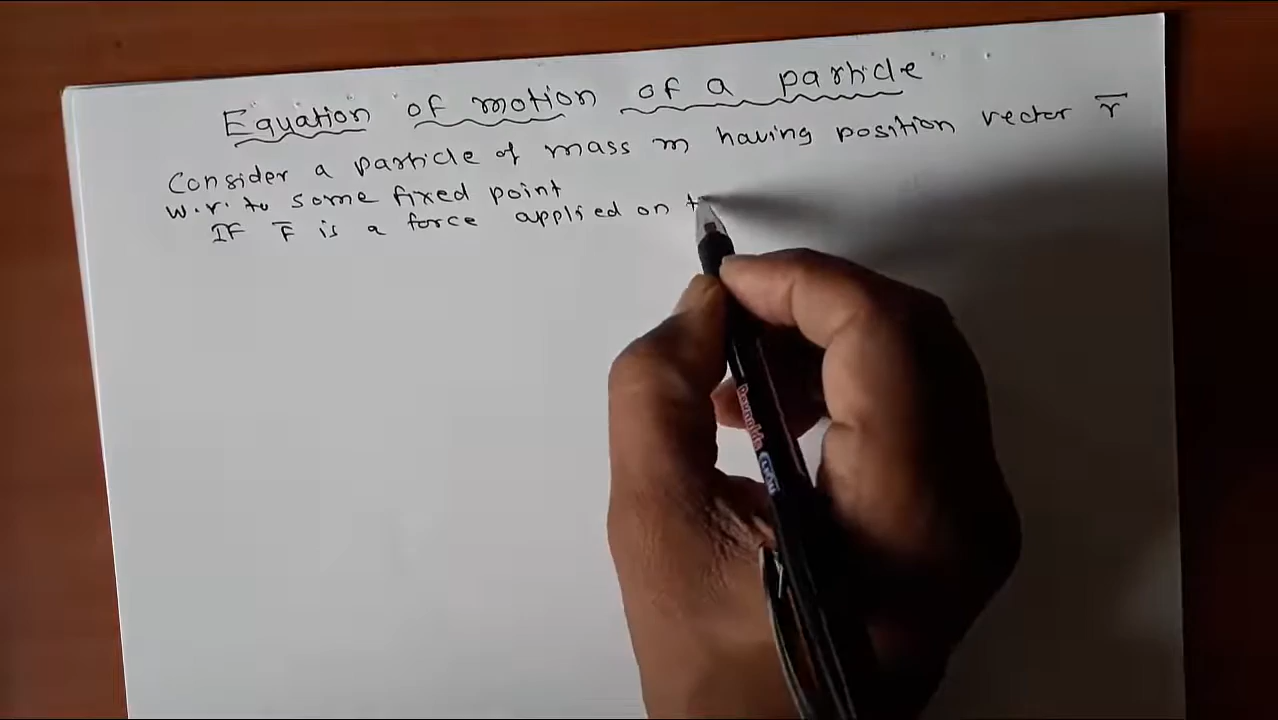 Equation of motion of a particle
Consider a particle of mass m having position vector r̅
w.r. to some fixed point
IF F̅ is a force applied on t
Reynolds